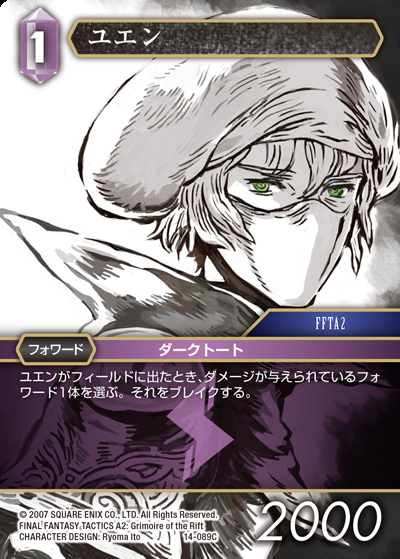 1
ユエン
FFTA2
フォワード
ダークトート
ユエンがフィールドに出たとき、ダメージが与えられているフォ
ワード1体を選ぶ。それをブレイクする。
© 2007 SQUARE ENIX CO., LTD. All Rights Reserved.
FINAL FANTASY TACTICS A2: Grimoire of the Rift
CHARACTER DESIGN: Ryoma Ito
14-089C
2000